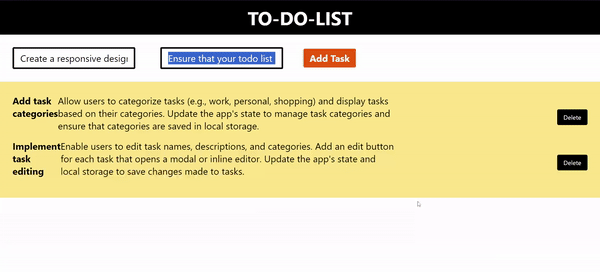 TO-DO-LIST
Create a responsive desig
Ensure that your todo list
Add Task
Add task
categories
Allow users to categorize tasks (e.g., work, personal, shopping) and display tasks
based on their categories. Update the app's state to manage task categories and
ensure that categories are saved in local storage.
Delete
Implement
task
editing
Enable users to edit task names, descriptions, and categories. Add an edit button
for each task that opens a modal or inline editor. Update the app's state and
local storage to save changes made to tasks.
Delete